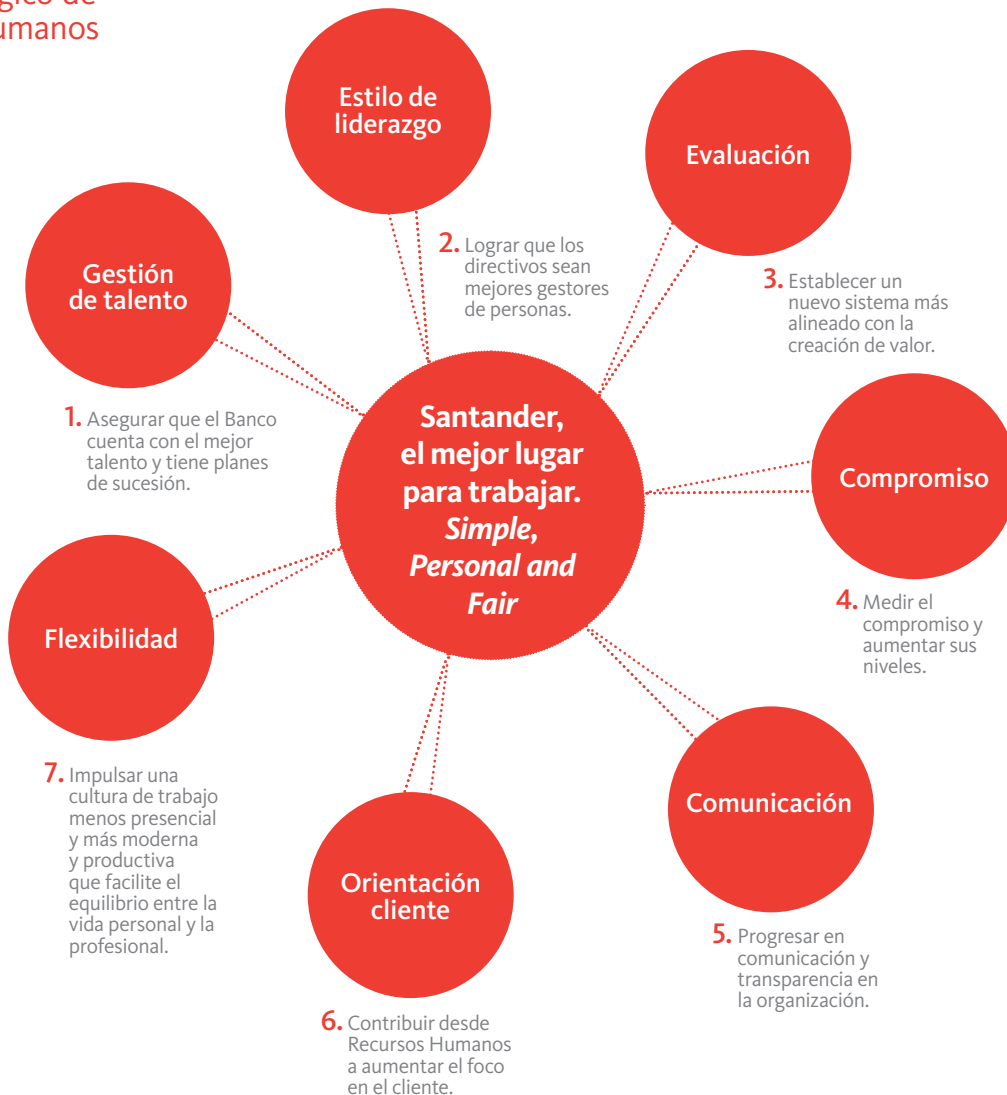 umanos
Estilo de
liderazgo
Evaluación
Gestión
de talento
2. Lograr que los
directivos sean
mejores gestores
de personas.
3. Establecer un
nuevo sistema más
alineado con la
creación de valor.
1. Asegurar que el Banco
cuenta con el mejor
talento y tiene planes
de sucesión.
Santander,
el mejor lugar
para trabajar.
Simple,
Personal and
Fair
Compromiso
4. Medir el
compromiso y
aumentar sus
niveles.
Flexibilidad
7. Impulsar una
cultura de trabajo
menos presencial
y más moderna
y productiva
que facilite el
equilibrio entre la
vida personal y la
profesional.
Comunicación
5. Progresar en
comunicación y
transparencia en
la organización.
Orientación
cliente
6. Contribuir desde
Recursos Humanos
a aumentar el foco
en el cliente.